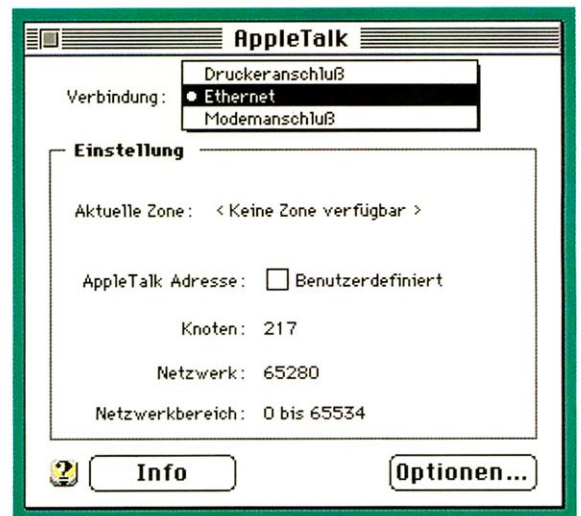 AppleTalk
Druckeranschluß
Verbindung: Ethernet
Modemanschluß
Einstellung
Aktuelle Zone: < Keine Zone verfügbar >
AppleTalk Adresse: Benutzerdefiniert
Knoten: 217
Netzwerk: 65280
Netzwerkbereich: 0 bis 65534
? Info Optionen...